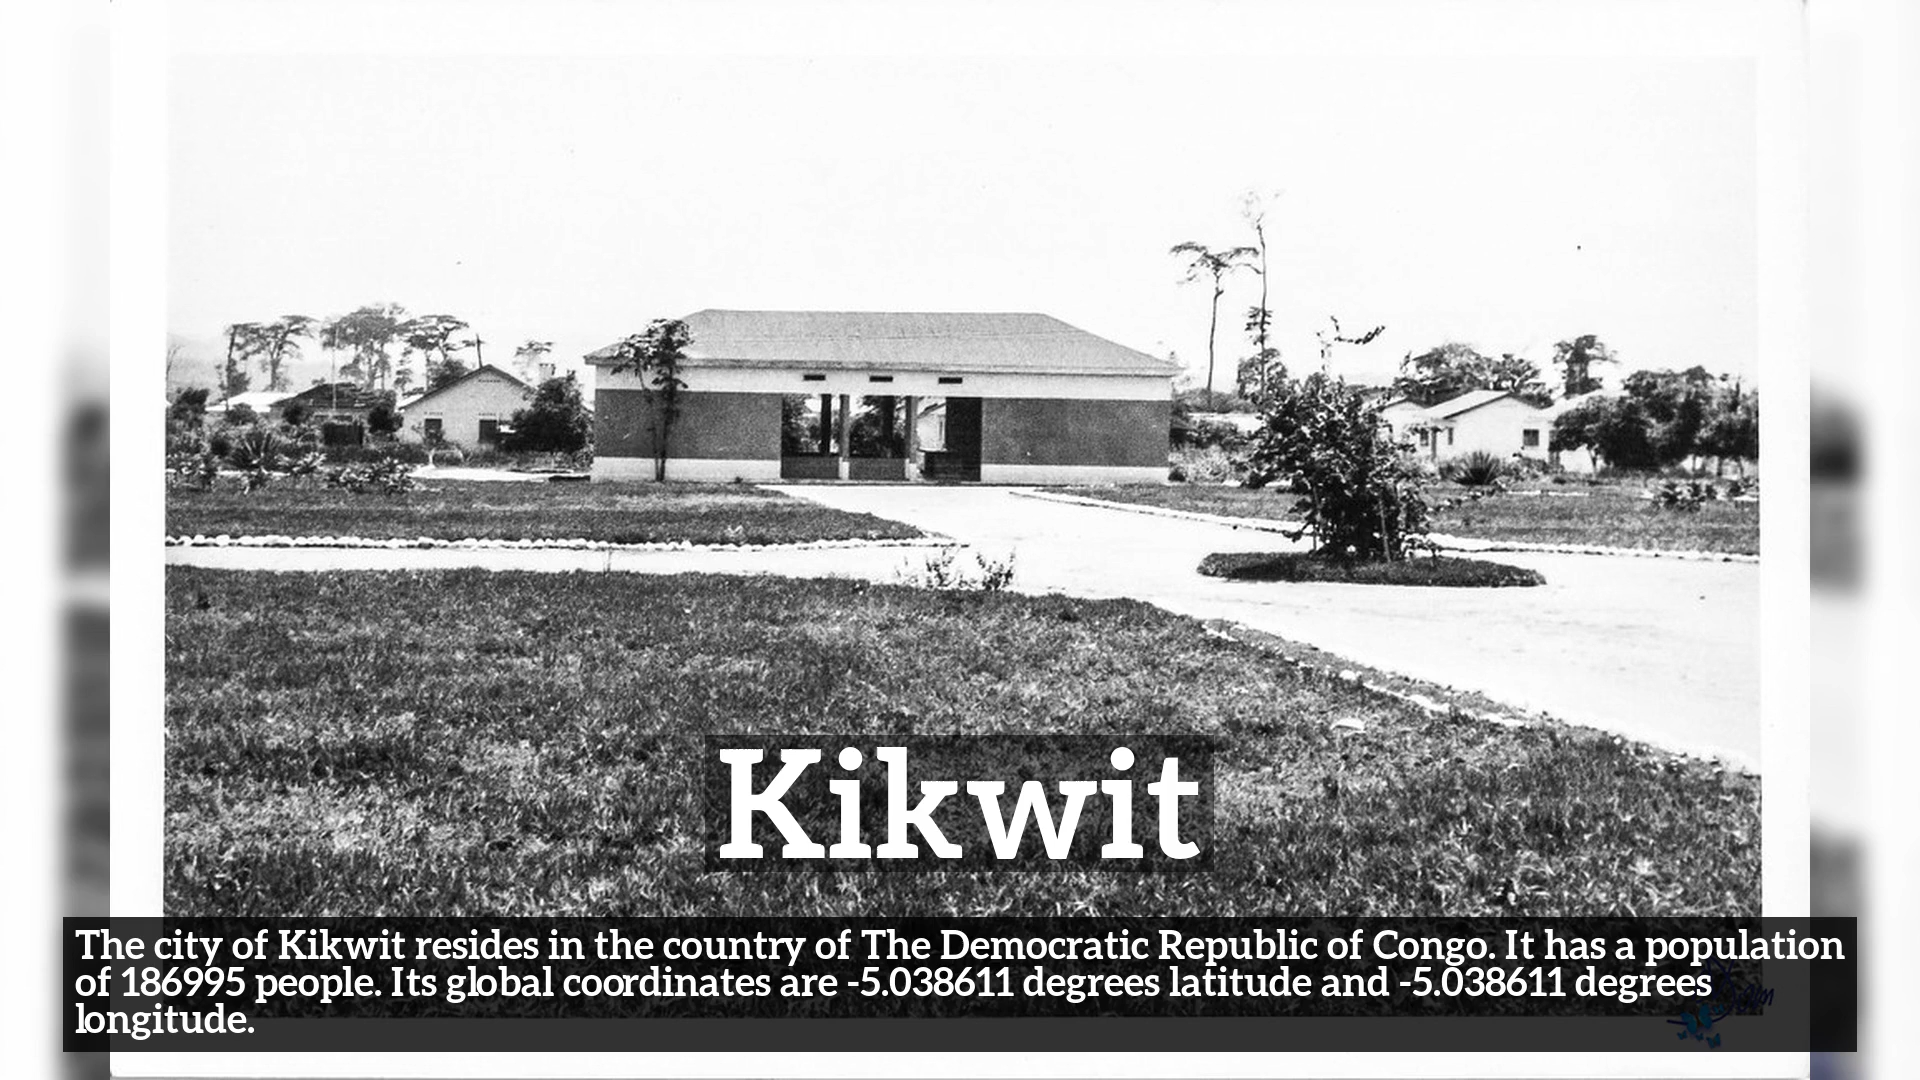 Kikwit
The city of Kikwit resides in the country of The Democratic Republic of Congo. It has a population
of 186995 people. Its global coordinates are -5.038611 degrees latitude and -5.038611 degrees
longitude.